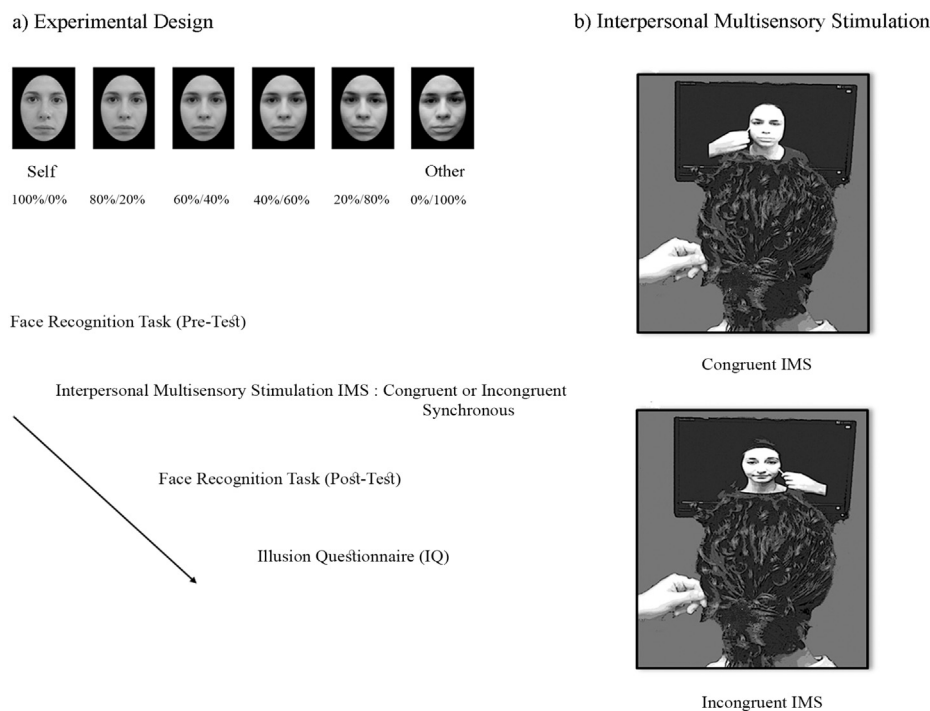 a) Experimental Design
b) Interpersonal Multisensory Stimulation
Self
Other
100%/0%
80%/20%
60%/40%
40%/60%
20%/80%
0%/100%
Face Recognition Task (Pre-Test)
Interpersonal Multisensory Stimulation IMS : Congruent or Incongruent
Synchronous
Face Recognition Task (Post-Test)
Illusion Questionnaire (IQ)
Congruent IMS
Incongruent IMS